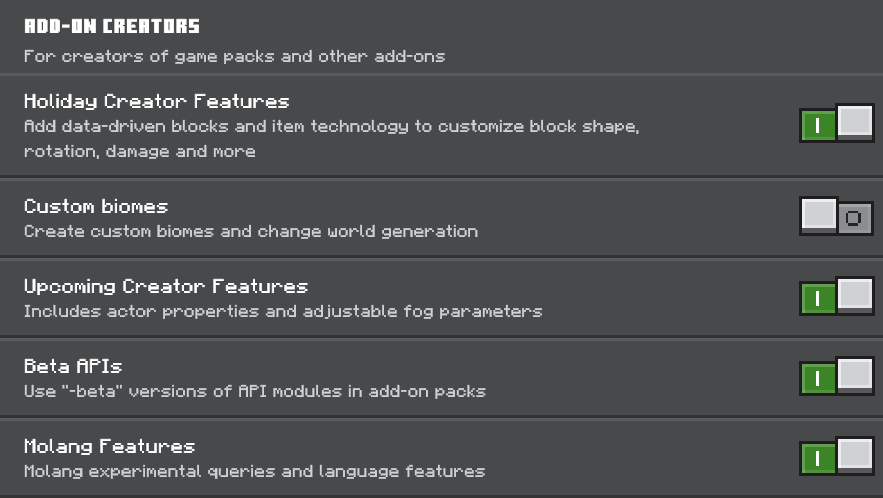 ADD-ON CREATORS
For creators of game packs and other add-ons
Holiday Creator Features
Add data-driven blocks and item technology to customize block shape,
rotation, damage and more
Custom biomes
Create custom biomes and change world generation
Upcoming Creator Features
Includes actor properties and adjustable fog parameters
Beta APIs
Use "-beta" versions of API modules in add-on packs
Molang Features
Molang experimental queries and language features